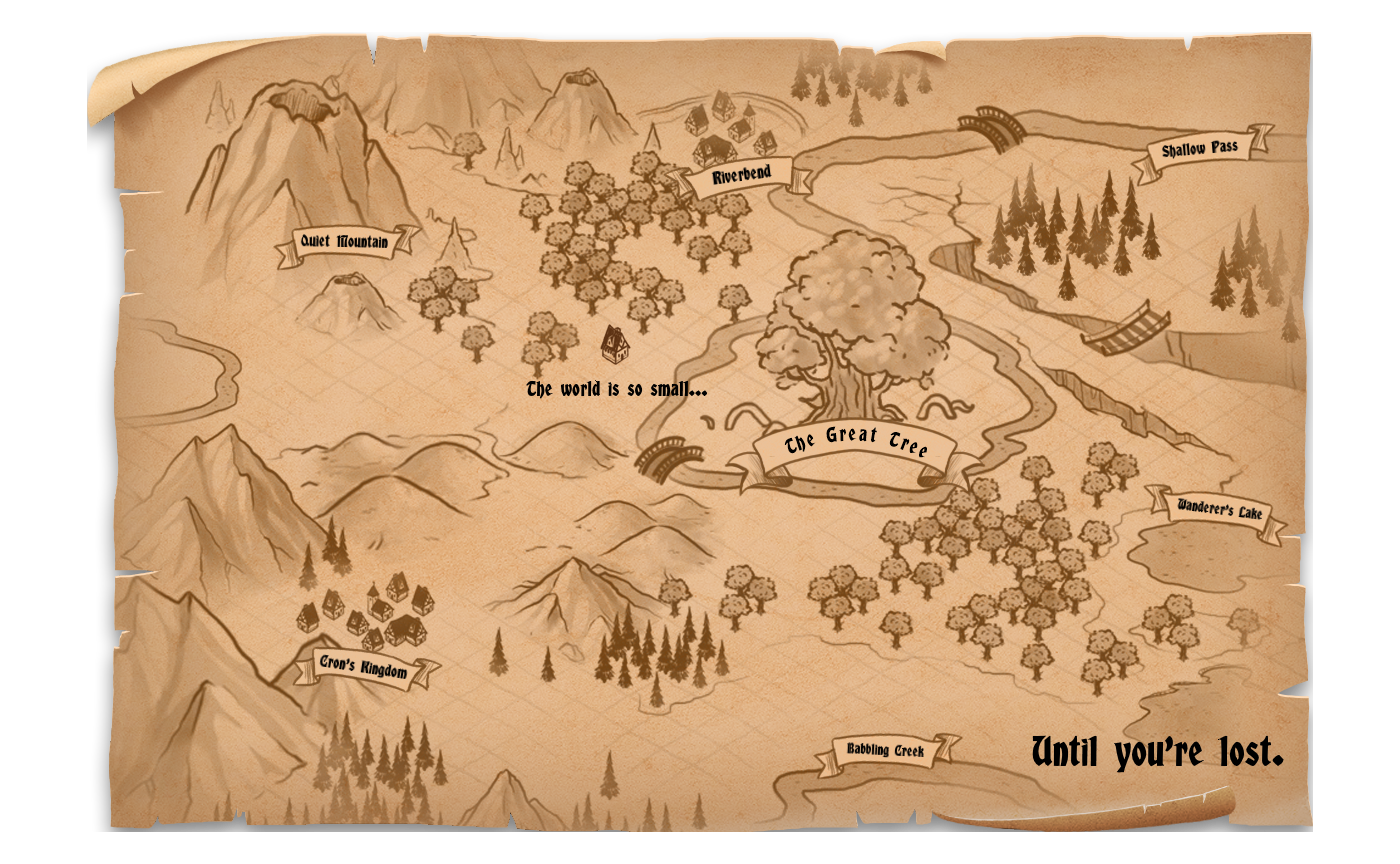 Shallow Pass
Riverbend
Quiet Mountain
The world is so small...
The Great Tree
Wanderer's Lake
Cron's Kingdom
Babbling Creek
Until you're lost.